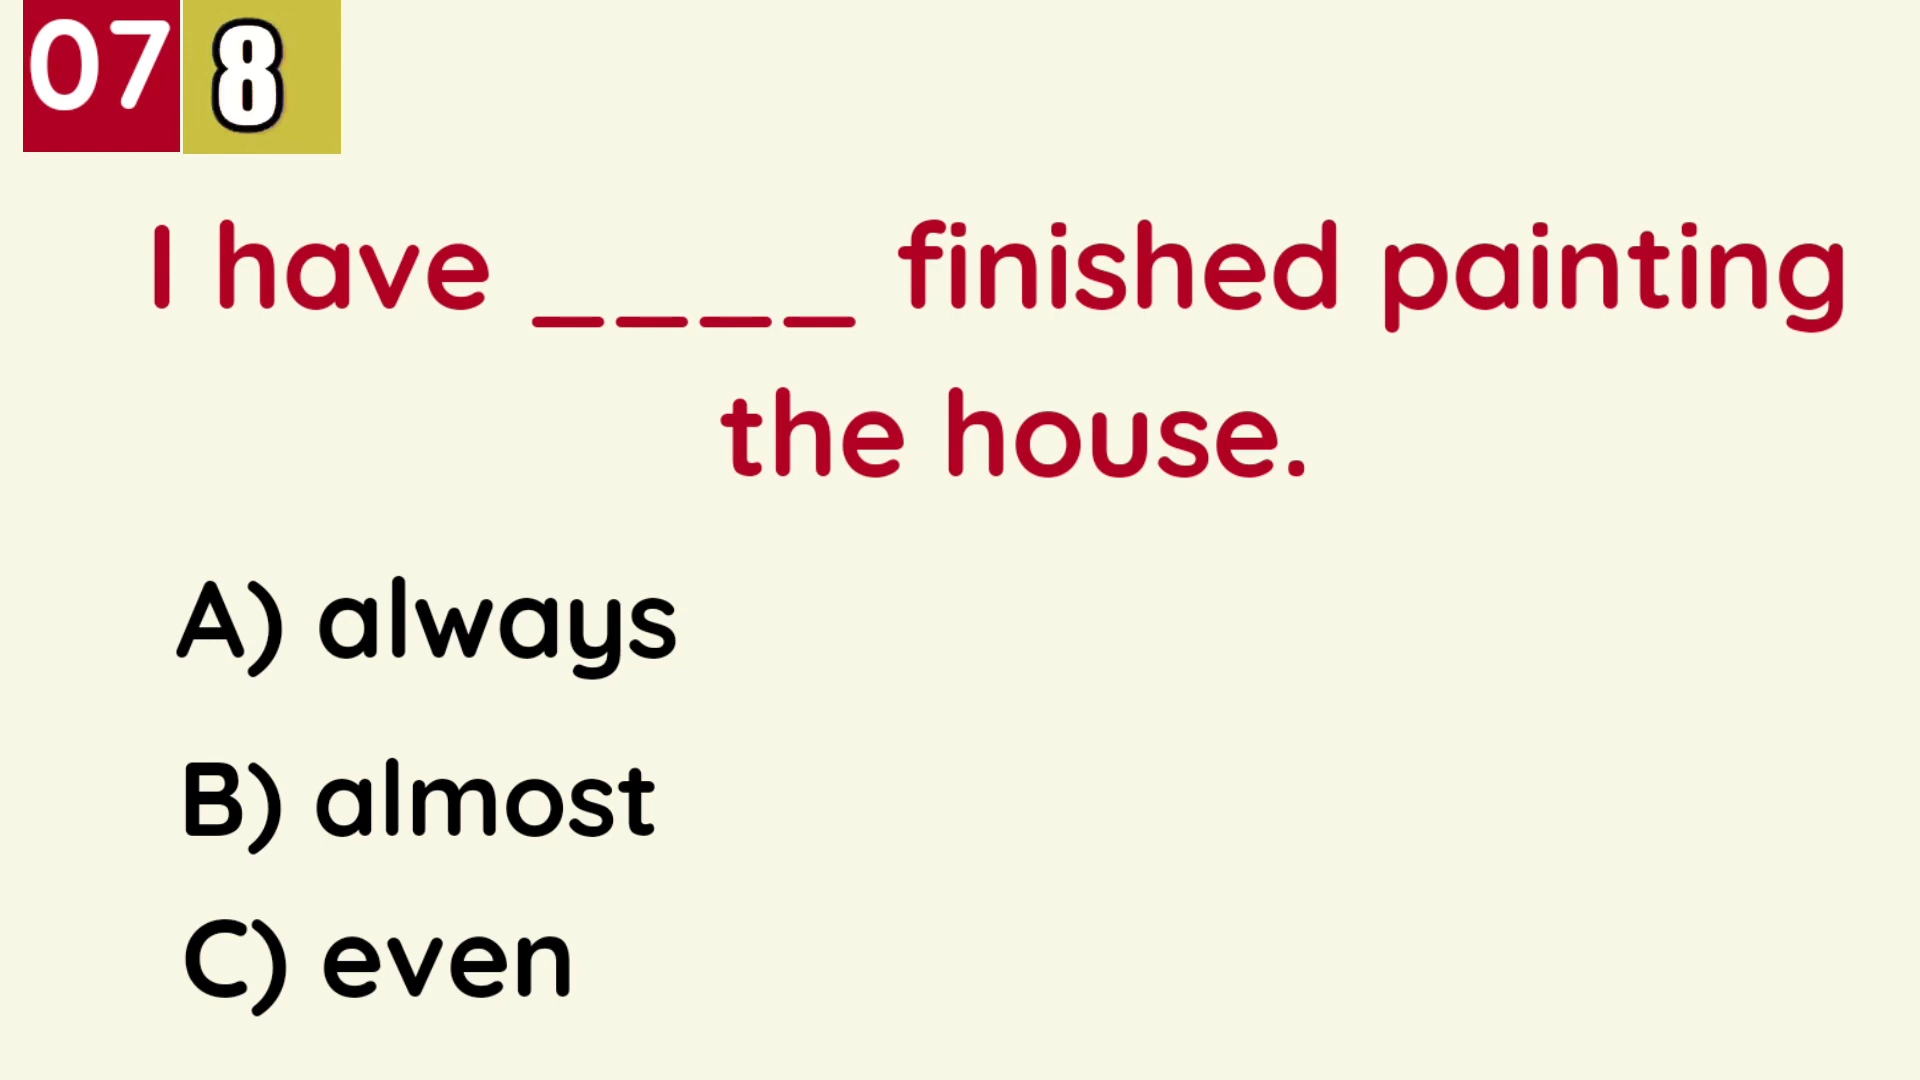 07 8
I have ____ finished painting
the house.
A) always
B) almost
C) even